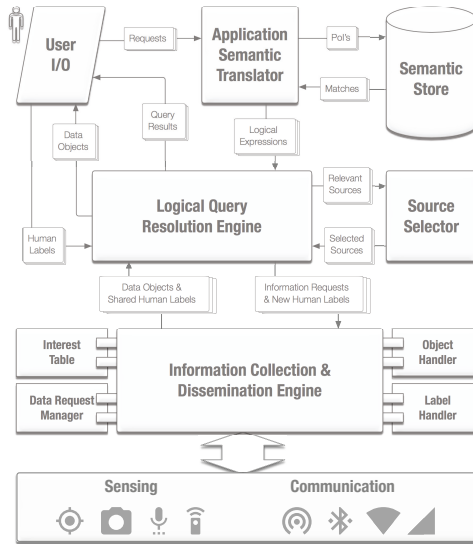 User
I/O
Requests
Application
Semantic
Translator
PoI's
Matches
Semantic
Store
Data
Objects
Query
Results
Logical
Expressions
Human
Labels
Logical Query
Resolution Engine
Relevant
Sources
Selected
Sources
Source
Selector
Data Objects &
Shared Human Labels
Information Requests
& New Human Labels
Interest
Table
Data Request
Manager
Information Collection &
Dissemination Engine
Object
Handler
Label
Handler
Sensing
Communication